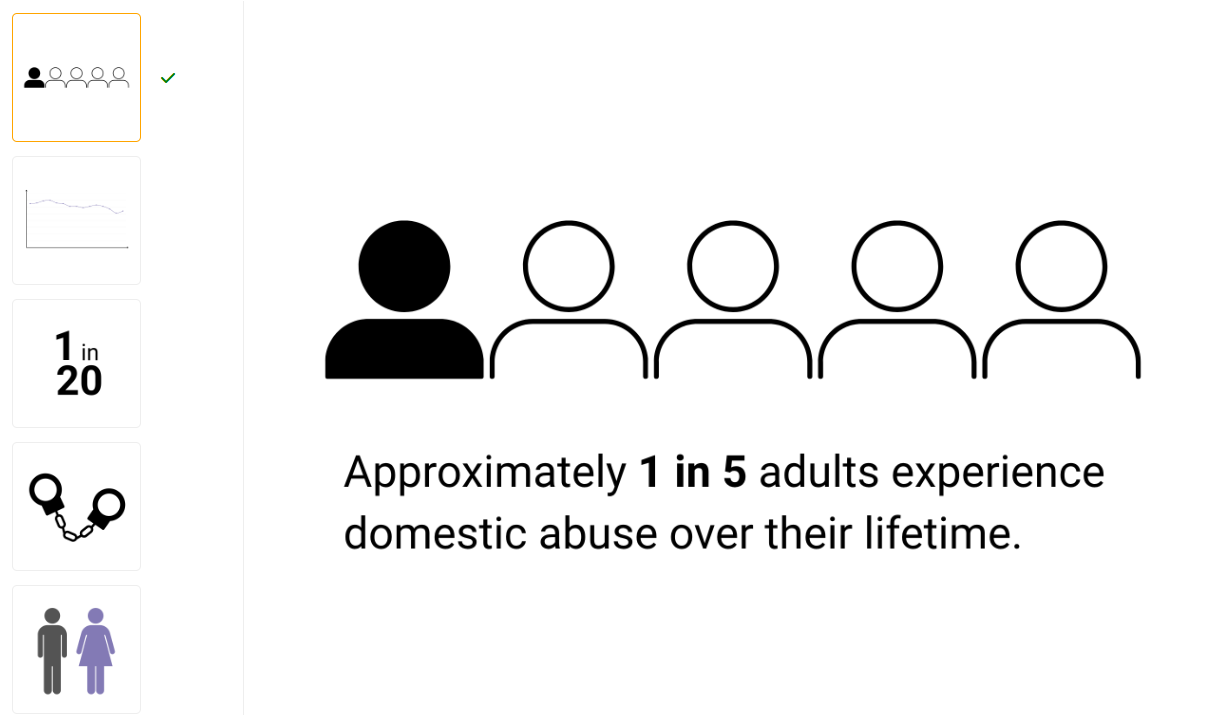 1 in
20
Approximately 1 in 5 adults experience
domestic abuse over their lifetime.